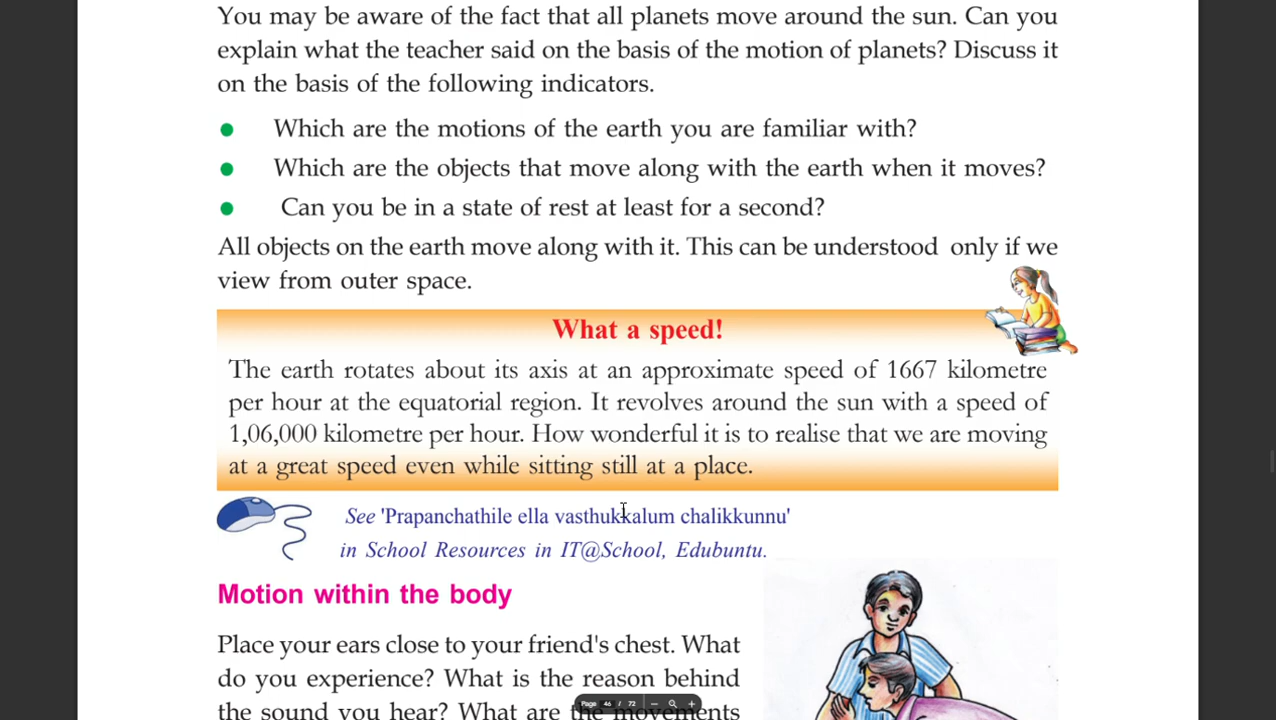 You may be aware of the fact that all planets move around the sun. Can you
explain what the teacher said on the basis of the motion of planets? Discuss it
on the basis of the following indicators.
● Which are the motions of the earth you are familiar with?
● Which are the objects that move along with the earth when it moves?
● Can you be in a state of rest at least for a second?
All objects on the earth move along with it. This can be understood only if we
view from outer space.
What a speed!
The earth rotates about its axis at an approximate speed of 1667 kilometre
per hour at the equatorial region. It revolves around the sun with a speed of
1,06,000 kilometre per hour. How wonderful it is to realise that we are moving
at a great speed even while sitting still at a place.
See 'Prapanchathile ella vasthukkalum chalikkunnu'
in School Resources in IT@School, Edubuntu.
Motion within the body
Place your ears close to your friend's chest. What
do you experience? What is the reason behind
the sound you hear? What are the movements
Page 46 / 72